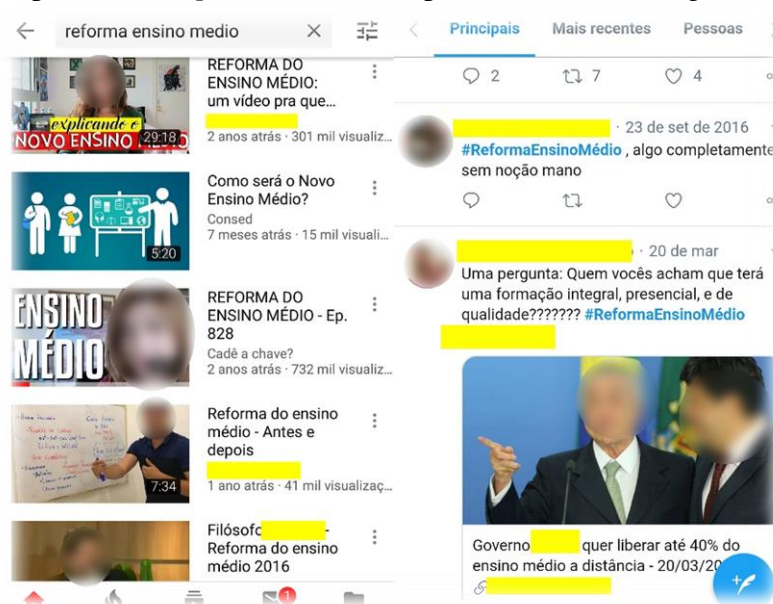 reforma ensino medio
REFORMA DO
ENSINO MÉDIO:
um vídeo pra que...
explicando o
NOVO ENSINO MÉDIO
29:18
2 anos atrás · 301 mil visualiz...
Como será o Novo
Ensino Médio?
Consed
7 meses atrás · 15 mil visuali...
5:20
ENSINO
MÉDIO
REFORMA DO
ENSINO MÉDIO - Ep.
828
Cadê a chave?
2 anos atrás · 732 mil visualiz...
Reforma do ensino
médio - Antes e
depois
1 ano atrás · 41 mil visualizaç...
7:34
Filósofo -
Reforma do ensino
médio 2016
1
Principais Mais recentes Pessoas
2 7 4
· 23 de set de 2016
#ReformaEnsinoMédio , algo completamente
sem noção mano
· 20 de mar
Uma pergunta: Quem vocês acham que terá
uma formação integral, presencial, e de
qualidade??????? #ReformaEnsinoMédio
Governo quer liberar até 40% do
ensino médio a distância - 20/03/20